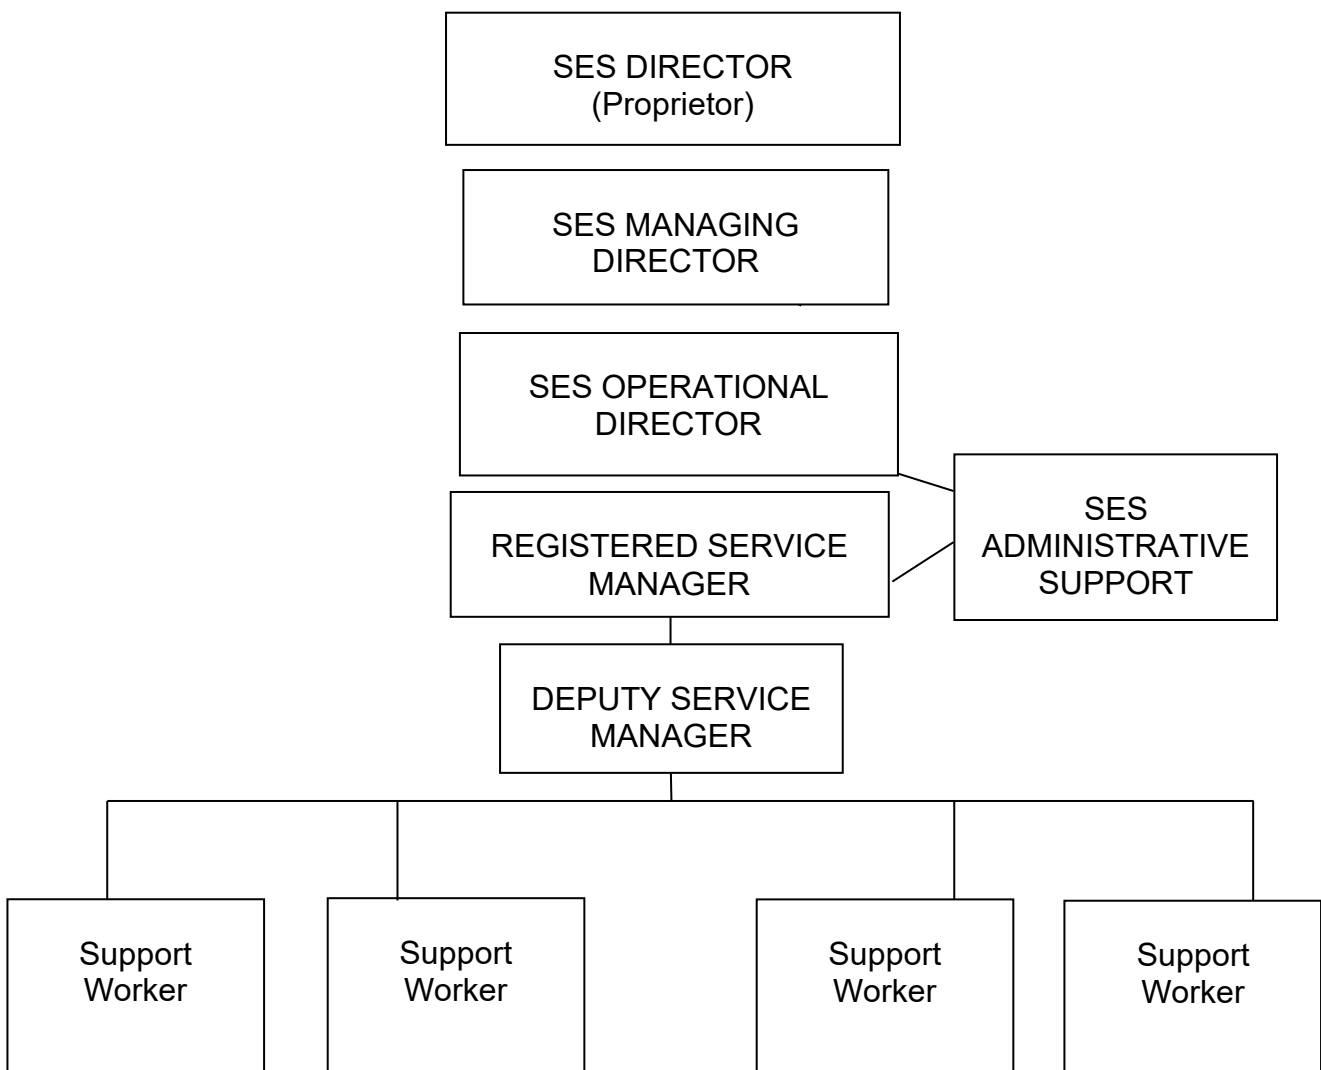 SES DIRECTOR
(Proprietor)
SES MANAGING
DIRECTOR
SES OPERATIONAL
DIRECTOR
SES
ADMINISTRATIVE
SUPPORT
REGISTERED SERVICE
MANAGER
DEPUTY SERVICE
MANAGER
Support
Worker
Support
Worker
Support
Worker
Support
Worker